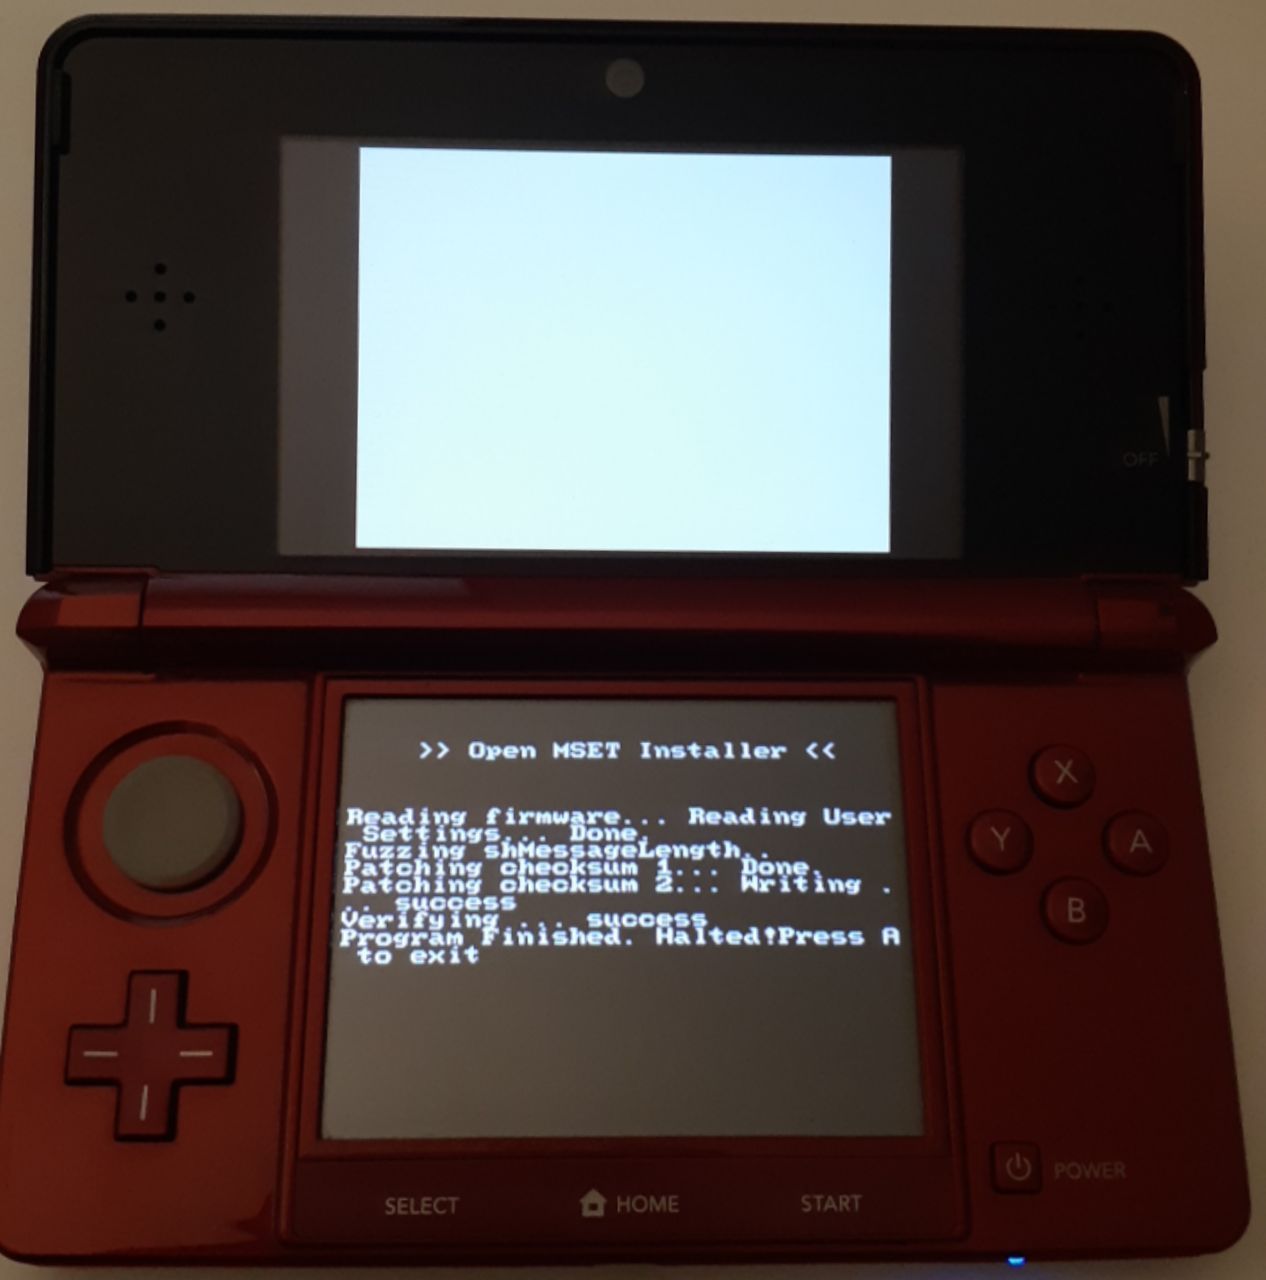 OFF
>> Open MSET Installer <<
Reading firmware... Reading User
Settings... Done.
Fuzzing shMessageLength..
Patching checksum 1... Done.
Patching checksum 2... Writing .
.. success
Verifying ... success
Program Finished. Halted!Press A
to exit
X
Y
A
B
POWER
SELECT
HOME
START